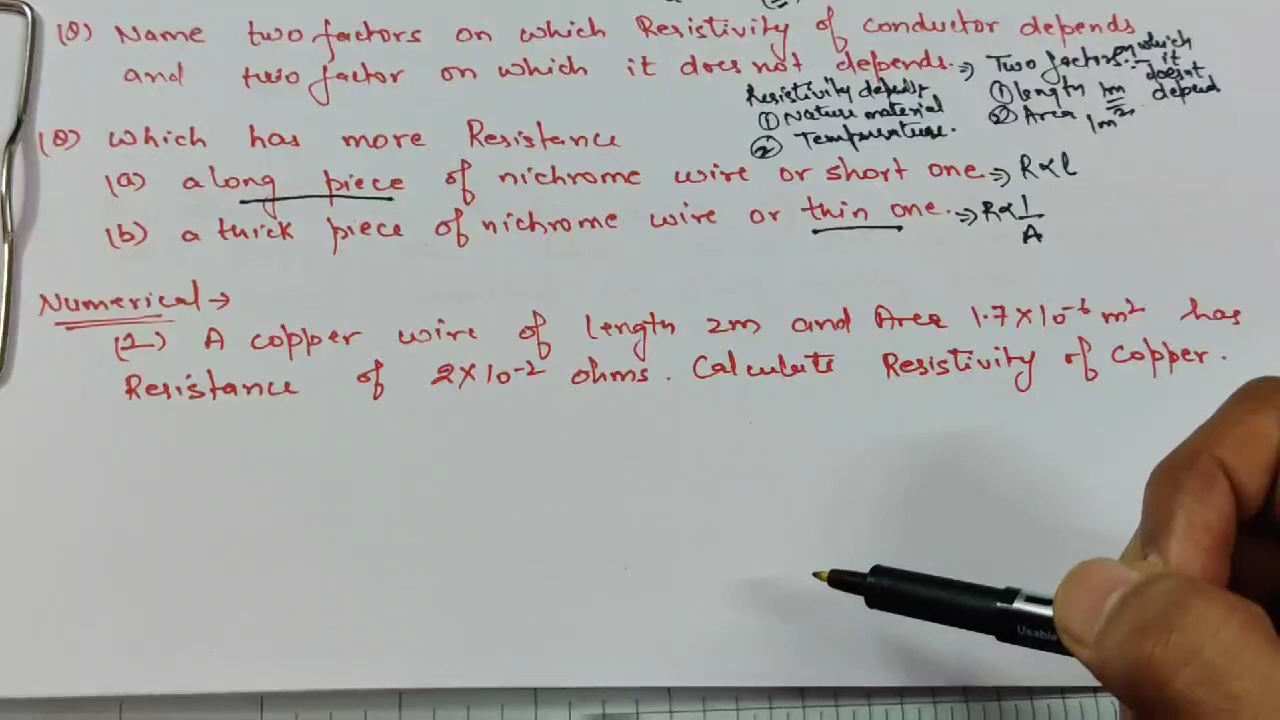 (Q) Name two factors on which Resistivity of conductor depends
and two factor on which it does not depends. ⇒ Two factors on which it doesnt depend
① length 1m
② Area 1m²
Resistivity depends
① Nature material
② Temperature.
(Q) which has more Resistance
(a) a long piece of nichrome wire or short one. ⇒ R∝l
(b) a thick piece of nichrome wire or thin one. ⇒ R∝1/A
Numerical →
(1) A copper wire of length 2m and Area 1.7×10⁻⁶ m² has
Resistance of 2×10⁻² ohms. Calculate Resistivity of copper.
Usable